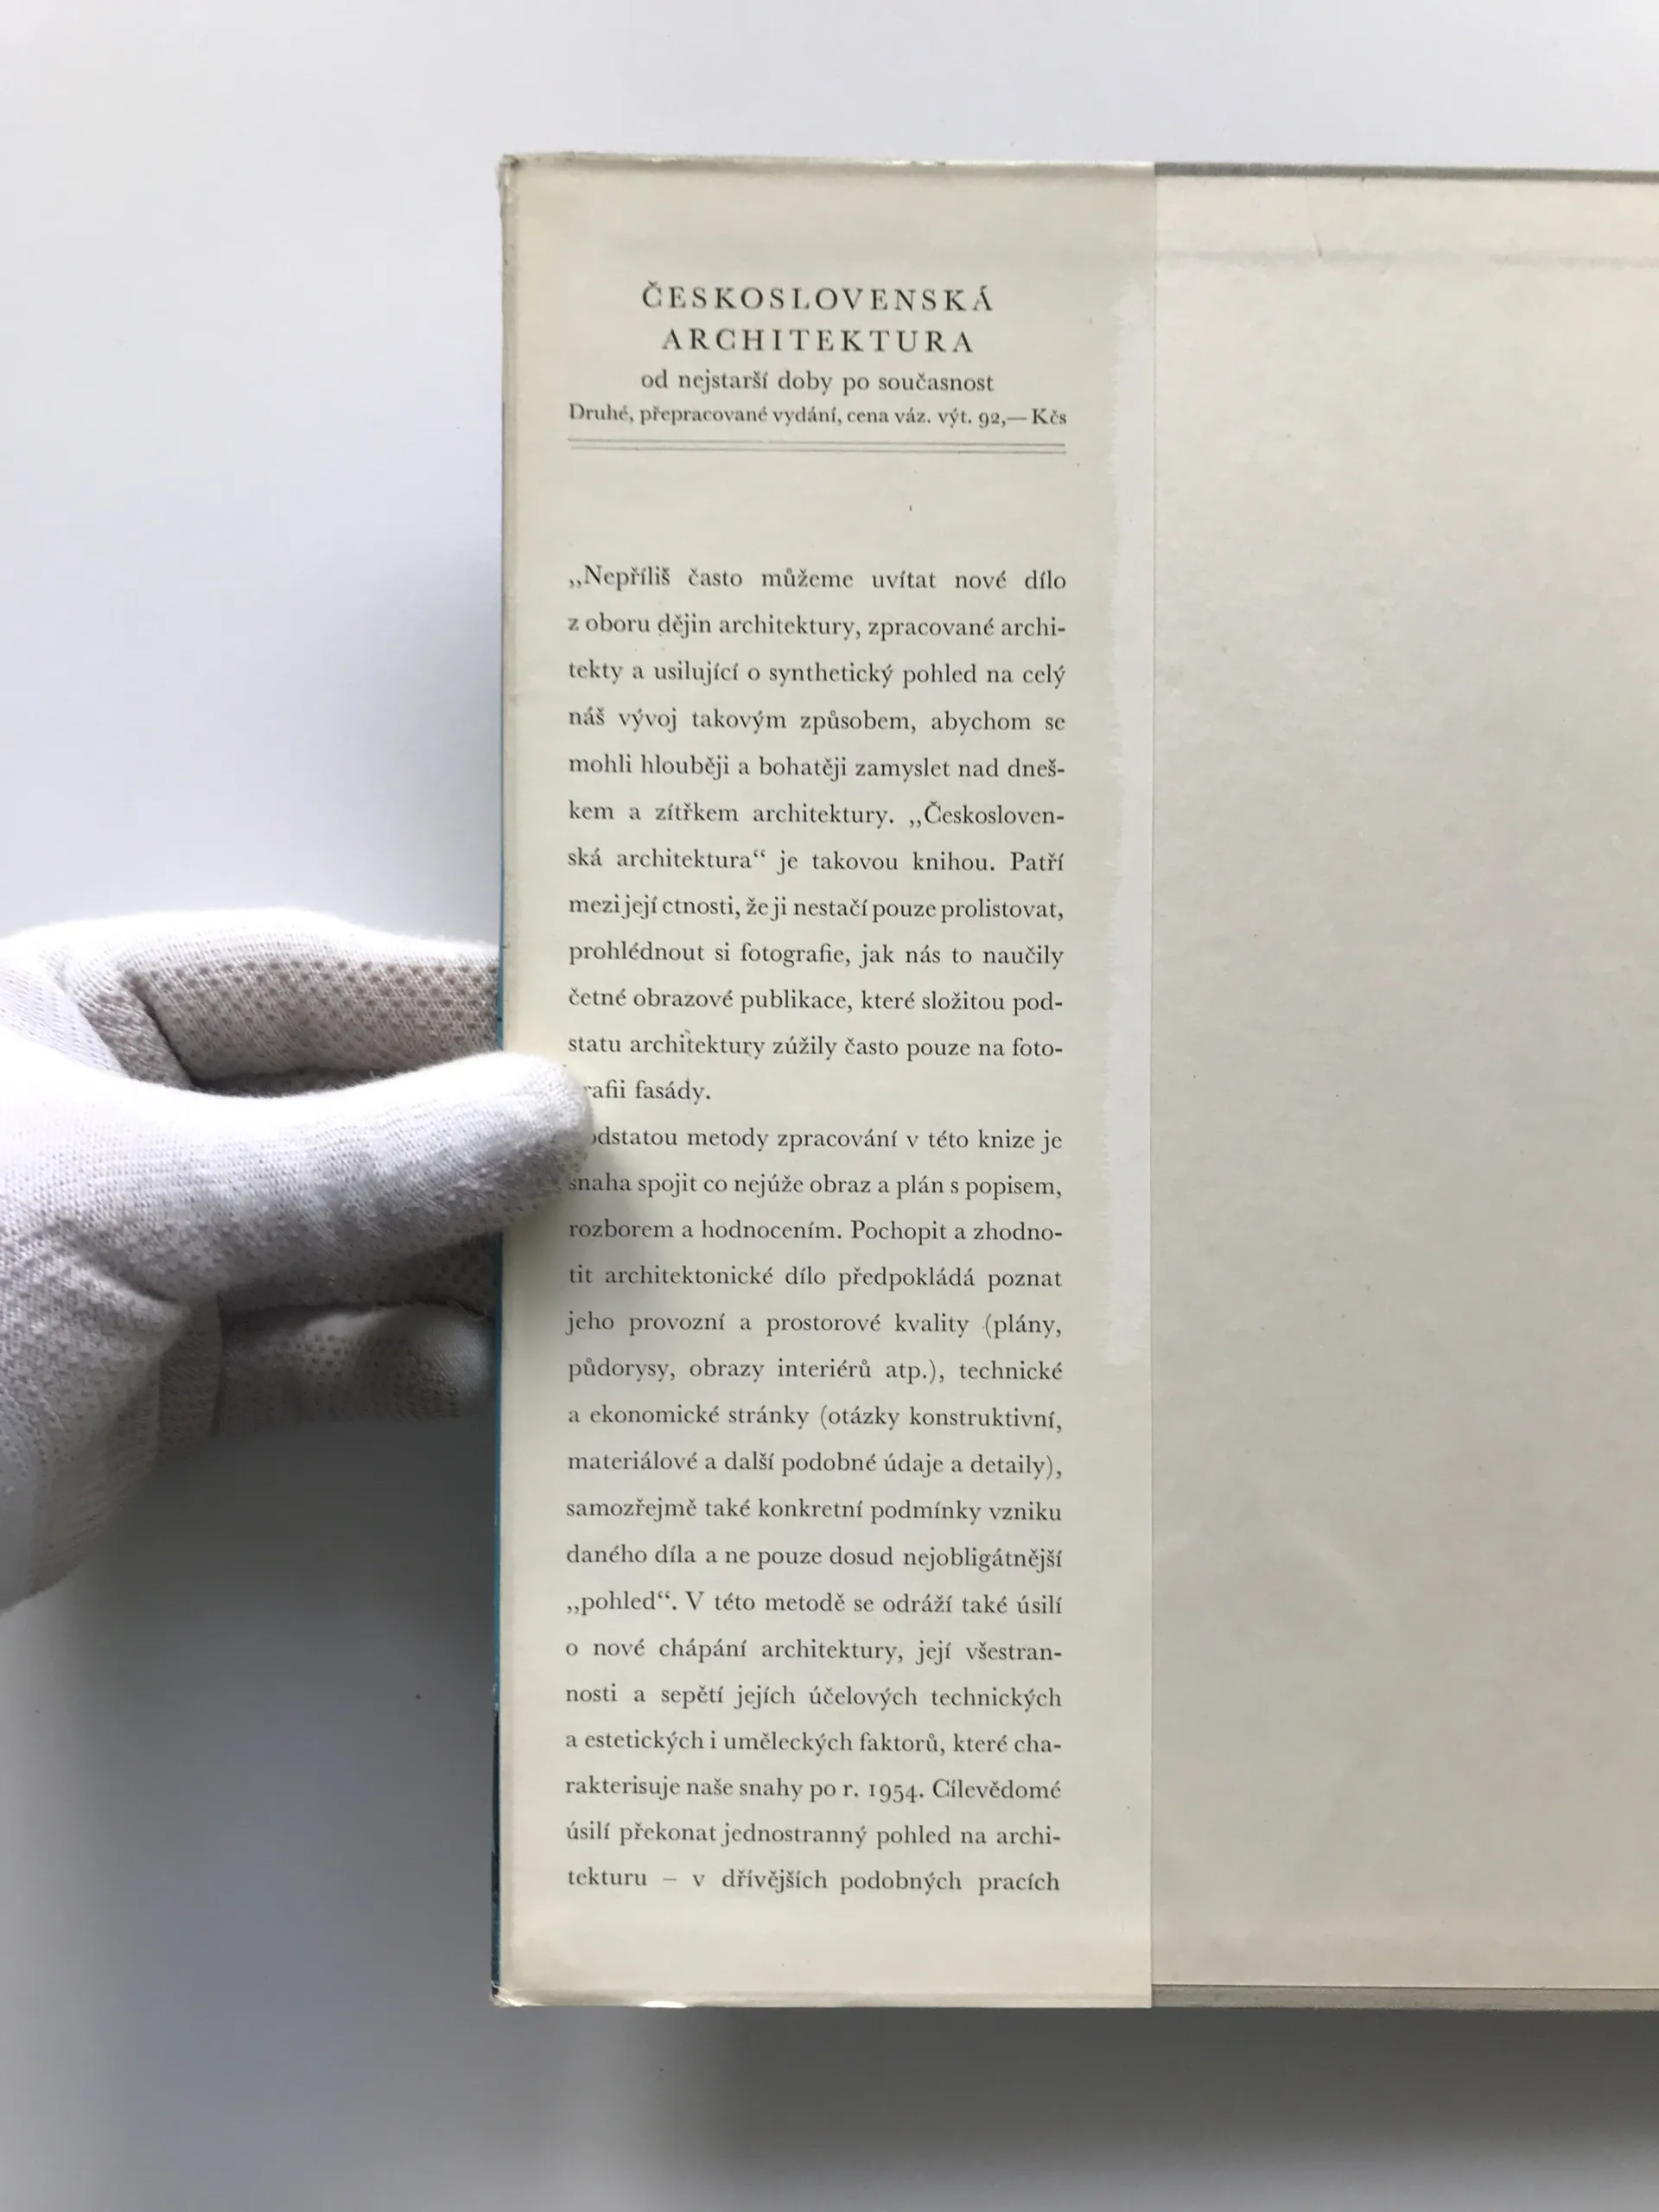 ČESKOSLOVENSKÁ
ARCHITEKTURA
od nejstarší doby po současnost
Druhé, přepracované vydání, cena váz. výt. 92,— Kčs
„Nepříliš často můžeme uvítat nové dílo
z oboru dějin architektury, zpracované archi-
tekty a usilující o synthetický pohled na celý
náš vývoj takovým způsobem, abychom se
mohli hlouběji a bohatěji zamyslet nad dneš-
kem a zítřkem architektury. „Českosloven-
ská architektura“ je takovou knihou. Patří
mezi její ctnosti, že ji nestačí pouze prolistovat,
prohlédnout si fotografie, jak nás to naučily
četné obrazové publikace, které složitou pod-
statu architektury zúžily často pouze na foto-
rafii fasády.
odstatou metody zpracování v této knize je
snaha spojit co nejúže obraz a plán s popisem,
rozborem a hodnocením. Pochopit a zhodno-
tit architektonické dílo předpokládá poznat
jeho provozní a prostorové kvality (plány,
půdorysy, obrazy interiérů atp.), technické
a ekonomické stránky (otázky konstruktivní,
materiálové a další podobné údaje a detaily),
samozřejmě také konkretní podmínky vzniku
daného díla a ne pouze dosud nejobligátnější
„pohled“. V této metodě se odráží také úsilí
o nové chápání architektury, její všestran-
nosti a sepětí jejích účelových technických
a estetických i uměleckých faktorů, které cha-
rakterisuje naše snahy po r. 1954. Cílevědomé
úsilí překonat jednostranný pohled na archi-
tekturu – v dřívějších podobných pracích